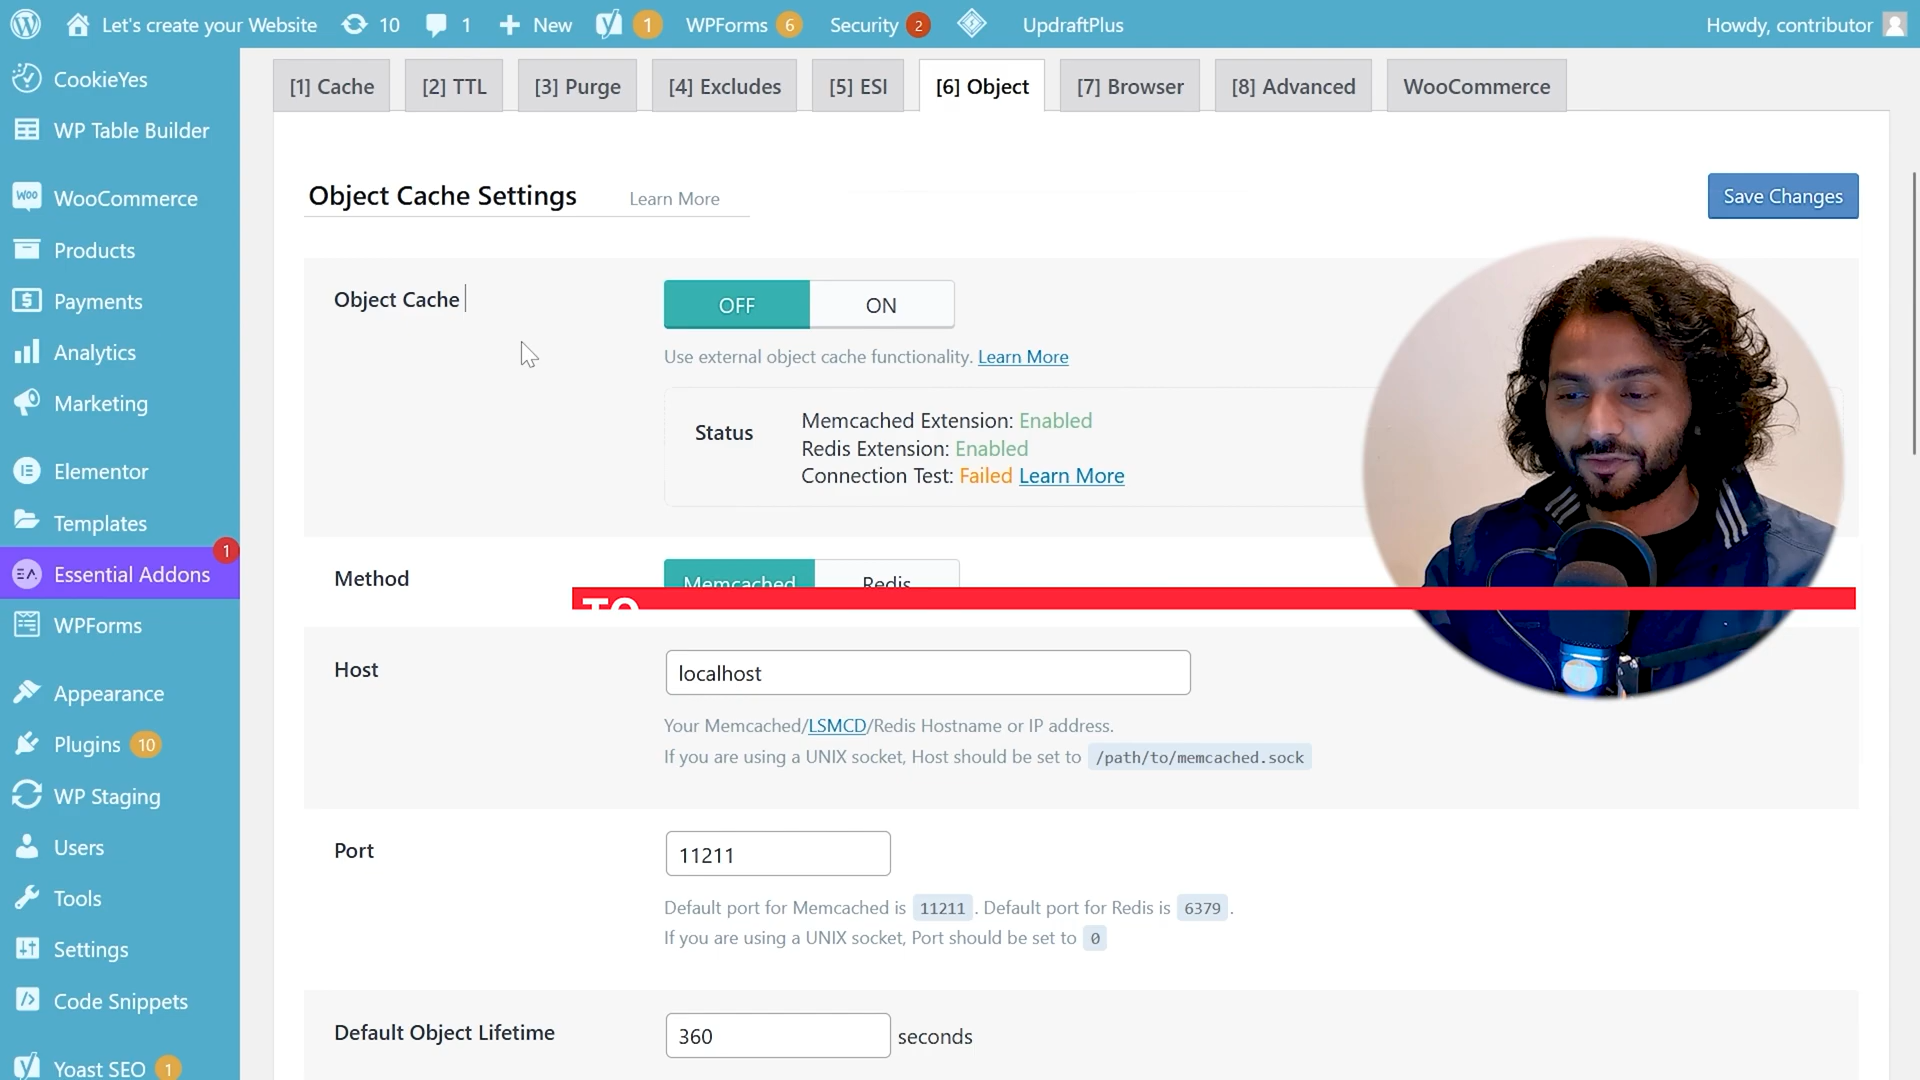 Let's create your Website
10
1
New
1
WPForms 6
Security 2
UpdraftPlus
Howdy, contributor
CookieYes
WP Table Builder
WooCommerce
Products
Payments
Analytics
Marketing
Elementor
Templates
Essential Addons 1
WPForms
Appearance
Plugins 10
WP Staging
Users
Tools
Settings
Code Snippets
Yoast SEO 1
[1] Cache
[2] TTL
[3] Purge
[4] Excludes
[5] ESI
[6] Object
[7] Browser
[8] Advanced
WooCommerce
Object Cache Settings
Learn More
Save Changes
Object Cache
OFF
ON
Use external object cache functionality. Learn More
Status
Memcached Extension: Enabled
Redis Extension: Enabled
Connection Test: Failed Learn More
Method
Memcached
Redis
TO
Host
localhost
Your Memcached/LSMCD/Redis Hostname or IP address.
If you are using a UNIX socket, Host should be set to /path/to/memcached.sock
Port
11211
Default port for Memcached is 11211 . Default port for Redis is 6379 .
If you are using a UNIX socket, Port should be set to 0
Default Object Lifetime
360
seconds